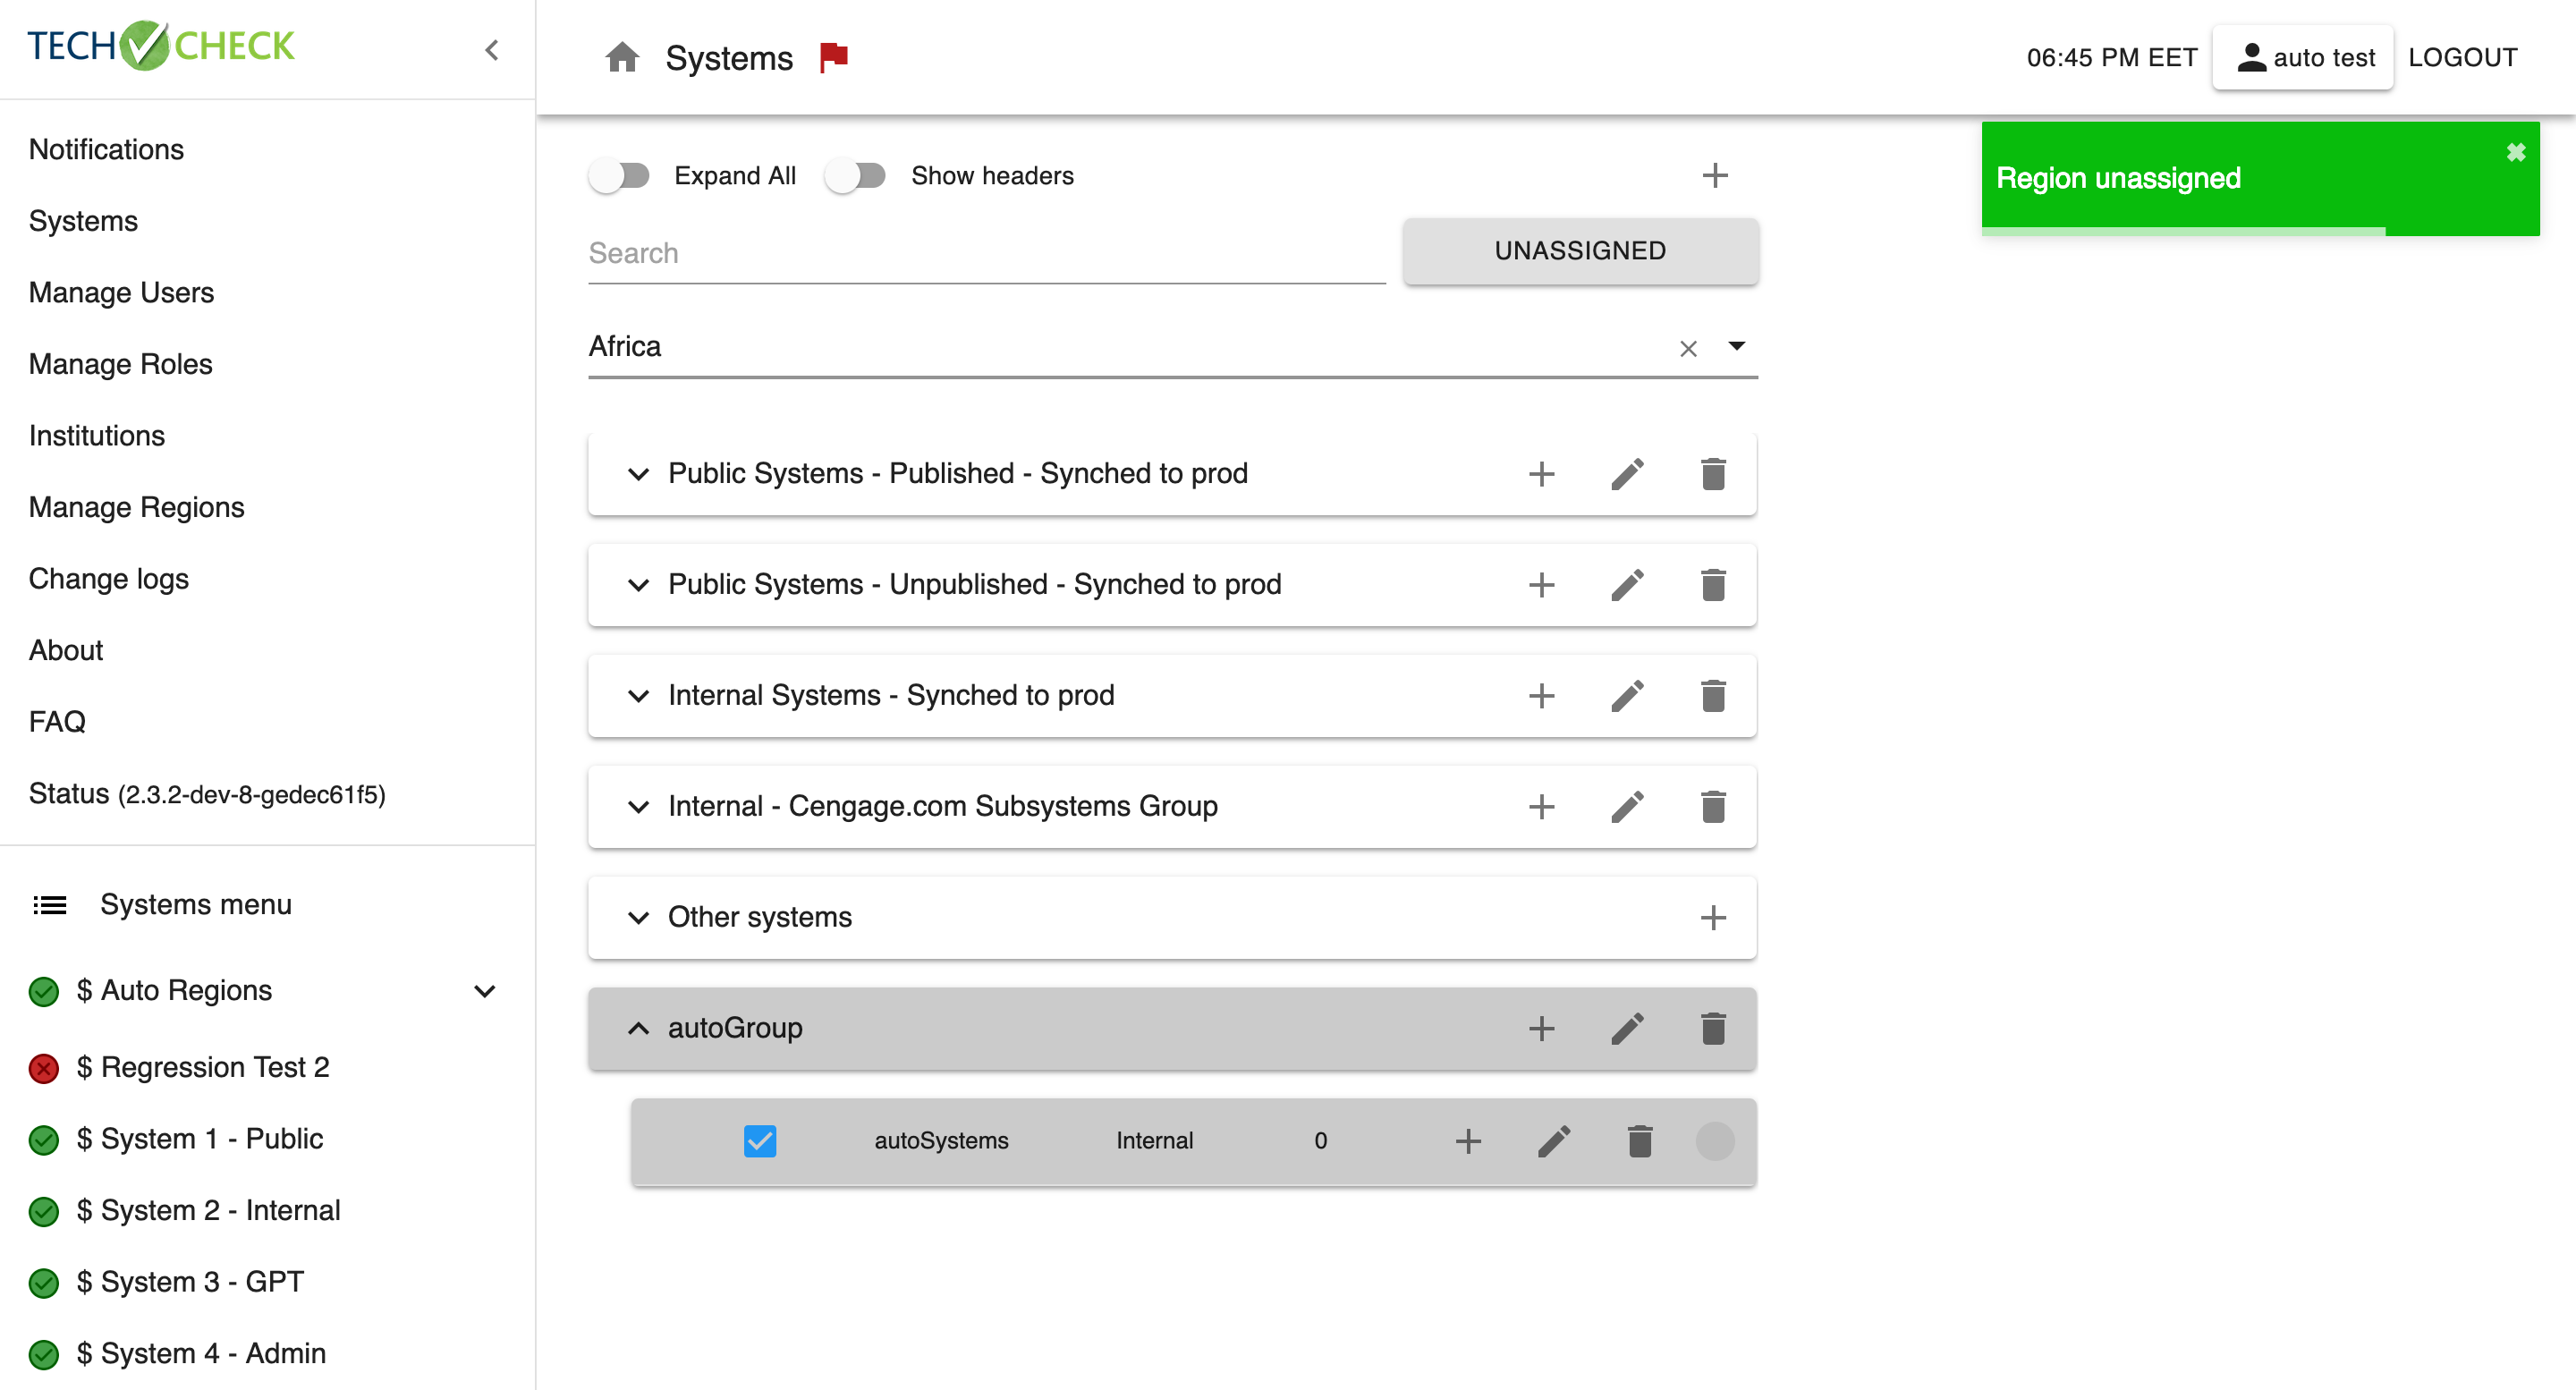 TECH CHECK
Notifications
Systems
Manage Users
Manage Roles
Institutions
Manage Regions
Change logs
About
FAQ
Status (2.3.2-dev-8-gedec61f5)
Systems menu
$ Auto Regions
$ Regression Test 2
$ System 1 - Public
$ System 2 - Internal
$ System 3 - GPT
$ System 4 - Admin
Systems
06:45 PM EET
auto test
LOGOUT
Region unassigned
Expand All
Show headers
Search
UNASSIGNED
Africa
Public Systems - Published - Synched to prod
Public Systems - Unpublished - Synched to prod
Internal Systems - Synched to prod
Internal - Cengage.com Subsystems Group
Other systems
autoGroup
autoSystems Internal 0